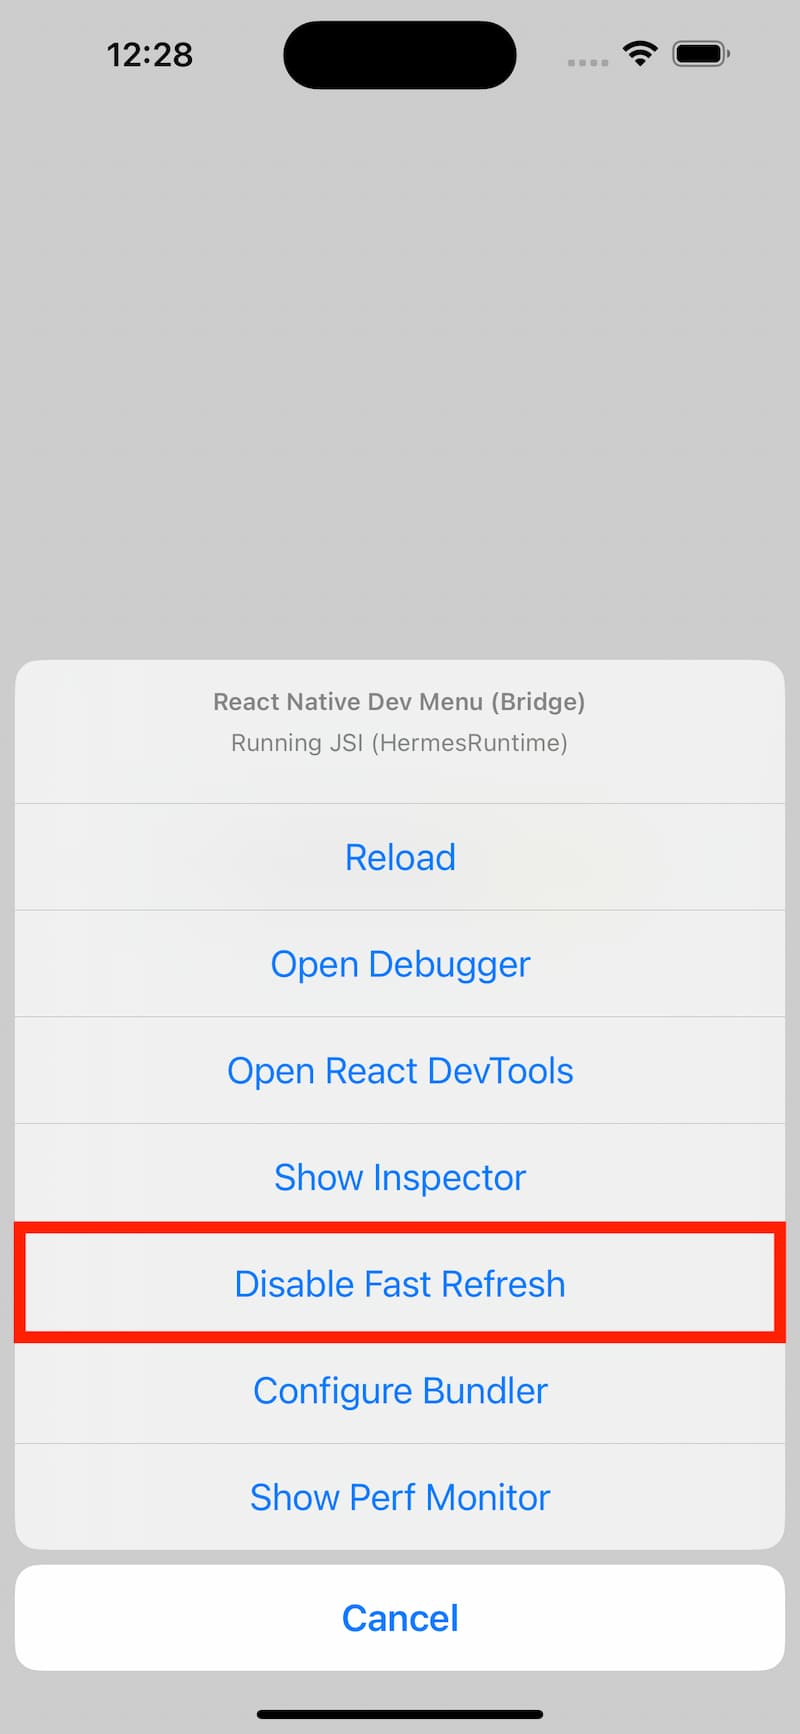 12:28
React Native Dev Menu (Bridge)
Running JSI (HermesRuntime)
Reload
Open Debugger
Open React DevTools
Show Inspector
Disable Fast Refresh
Configure Bundler
Show Perf Monitor
Cancel